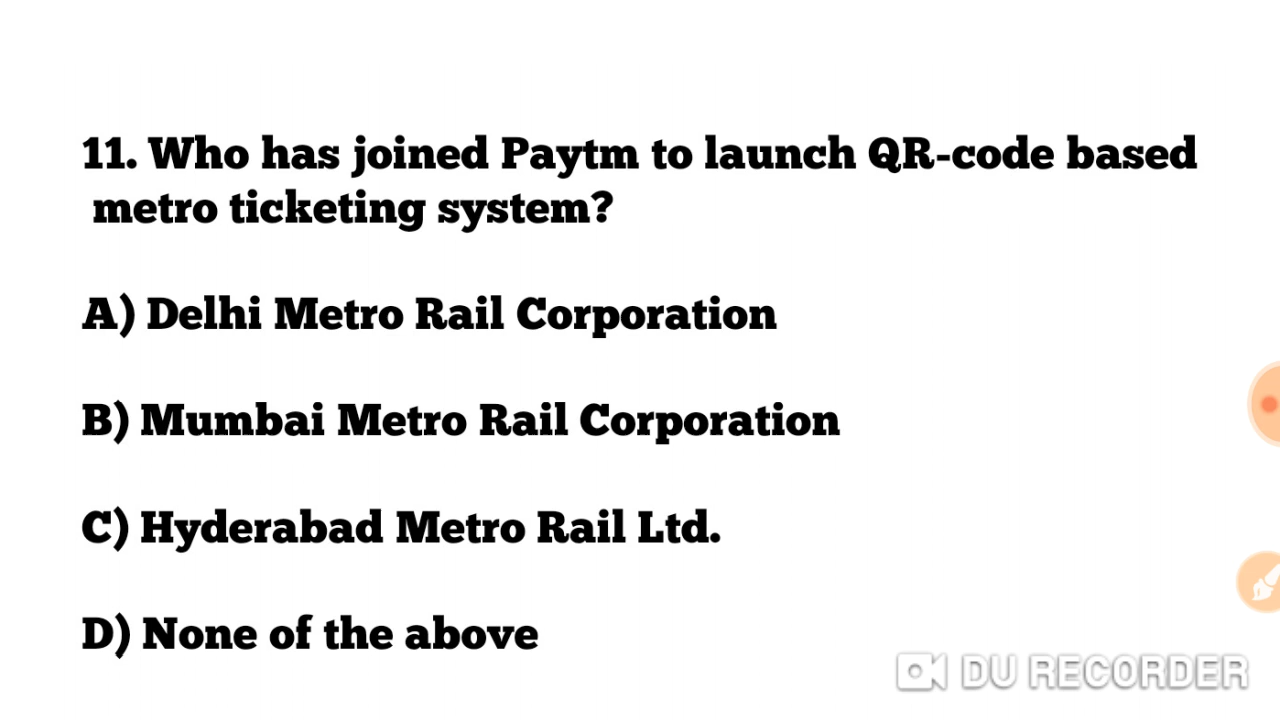 11. Who has joined Paytm to launch QR-code based
metro ticketing system?
A) Delhi Metro Rail Corporation
B) Mumbai Metro Rail Corporation
C) Hyderabad Metro Rail Ltd.
D) None of the above
DU RECORDER